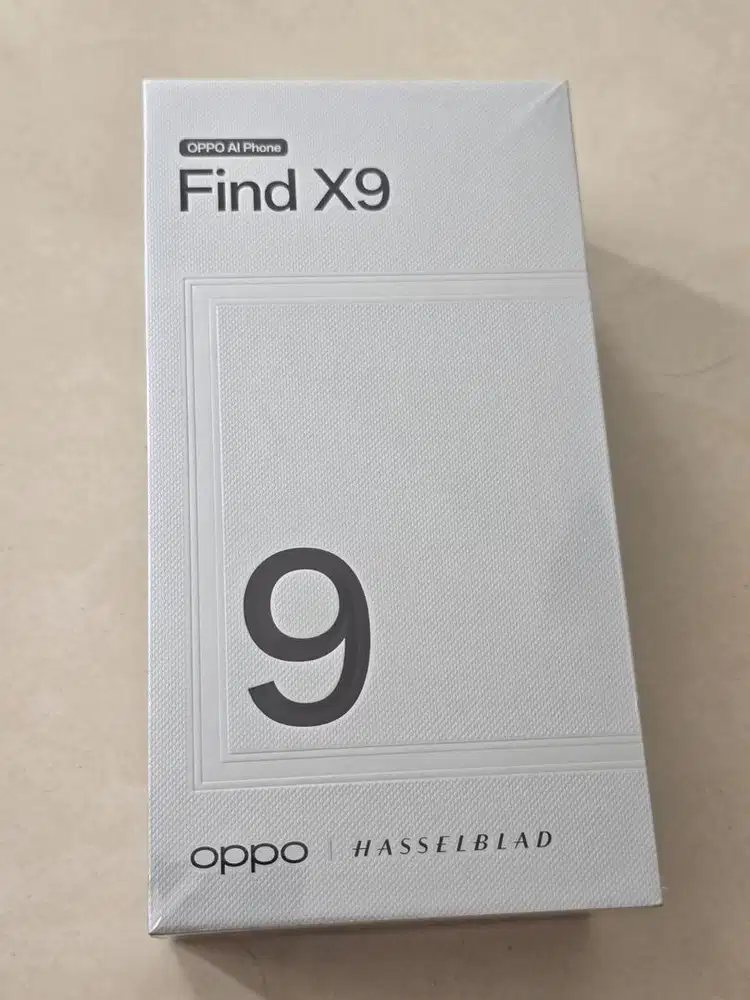 OPPO AI Phone
Find X9
9
oppo | HASSELBLAD